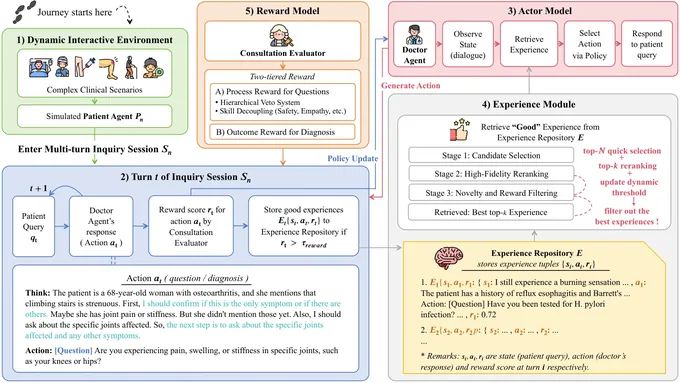 Journey starts here
1) Dynamic Interactive Environment
Complex Clinical Scenarios
Simulated Patient Agent Pn
Enter Multi-turn Inquiry Session Sn
5) Reward Model
Consultation Evaluator
Two-tiered Reward
A) Process Reward for Questions
• Hierarchical Veto System
• Skill Decoupling (Safety, Empathy, etc.)
B) Outcome Reward for Diagnosis
Policy Update
3) Actor Model
Doctor
Agent
Observe
State
(dialogue)
Retrieve
Experience
Select
Action
via Policy
Respond
to patient
query
Generate Action
4) Experience Module
Retrieve “Good” Experience from
Experience Repository E
Stage 1: Candidate Selection
Stage 2: High-Fidelity Reranking
Stage 3: Novelty and Reward Filtering
Retrieved: Best top-k Experience
top-N quick selection
+
top-k reranking
+
update dynamic
threshold
→ filter out the
best experiences !
2) Turn t of Inquiry Session Sn
t + 1
Patient
Query
qt
Doctor
Agent's
response
( Action at )
Reward score rt for
action at by
Consultation
Evaluator
Store good experiences
Et{st, at, rt} to
Experience Repository if
rt > τreward
Action at ( question / diagnosis )
Think: The patient is a 68-year-old woman with osteoarthritis, and she mentions that
climbing stairs is strenuous. First, I should confirm if this is the only symptom or if there are
others. Maybe she has joint pain or stiffness. But she didn't mention those yet. Also, I should
ask about the specific joints affected. So, the next step is to ask about the specific joints
affected and any other symptoms.
Action: [Question] Are you experiencing pain, swelling, or stiffness in specific joints, such
as your knees or hips?
Experience Repository E
stores experience tuples {si, ai, ri}
1. E1{s1, a1, r1: { s1: I still experience a burning sensation ... , a1:
The patient has a history of reflux esophagitis and Barrett's ...
Action: [Question] Have you been tested for H. pylori
infection? ... , r1: 0.72
2. E2{s2, a2, r2}: { s2: ... , a2: ... , r2: ...
...
* Remarks: si, ai, ri are state (patient query), action (doctor's
response) and reward score at turn i respectively.